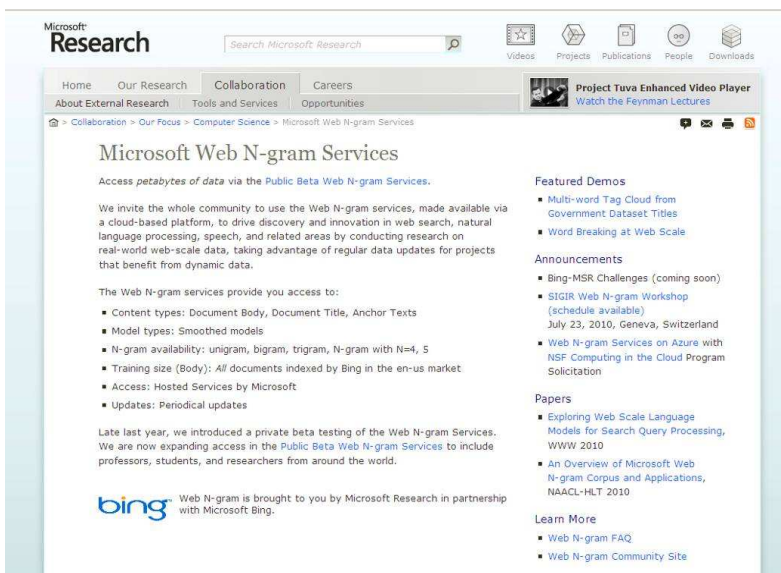 Microsoft
Research
Search Microsoft Research
Videos Projects Publications People Downloads
Home Our Research Collaboration Careers
About External Research Tools and Services Opportunities
Project Tuva Enhanced Video Player
Watch the Feynman Lectures
> Collaboration > Our Focus > Computer Science > Microsoft Web N-gram Services
Microsoft Web N-gram Services
Access petabytes of data via the Public Beta Web N-gram Services.
We invite the whole community to use the Web N-gram services, made available via
a cloud-based platform, to drive discovery and innovation in web search, natural
language processing, speech, and related areas by conducting research on
real-world web-scale data, taking advantage of regular data updates for projects
that benefit from dynamic data.
The Web N-gram services provide you access to:
▪ Content types: Document Body, Document Title, Anchor Texts
▪ Model types: Smoothed models
▪ N-gram availability: unigram, bigram, trigram, N-gram with N=4, 5
▪ Training size (Body): All documents indexed by Bing in the en-us market
▪ Access: Hosted Services by Microsoft
▪ Updates: Periodical updates
Late last year, we introduced a private beta testing of the Web N-gram Services.
We are now expanding access in the Public Beta Web N-gram Services to include
professors, students, and researchers from around the world.
bing
Web N-gram is brought to you by Microsoft Research in partnership
with Microsoft Bing.
Featured Demos
▪ Multi-word Tag Cloud from
Government Dataset Titles
▪ Word Breaking at Web Scale
Announcements
▪ Bing-MSR Challenges (coming soon)
▪ SIGIR Web N-gram Workshop
(schedule available)
July 23, 2010, Geneva, Switzerland
▪ Web N-gram Services on Azure with
NSF Computing in the Cloud Program
Solicitation
Papers
▪ Exploring Web Scale Language
Models for Search Query Processing,
WWW 2010
▪ An Overview of Microsoft Web
N-gram Corpus and Applications,
NAACL-HLT 2010
Learn More
▪ Web N-gram FAQ
▪ Web N-gram Community Site